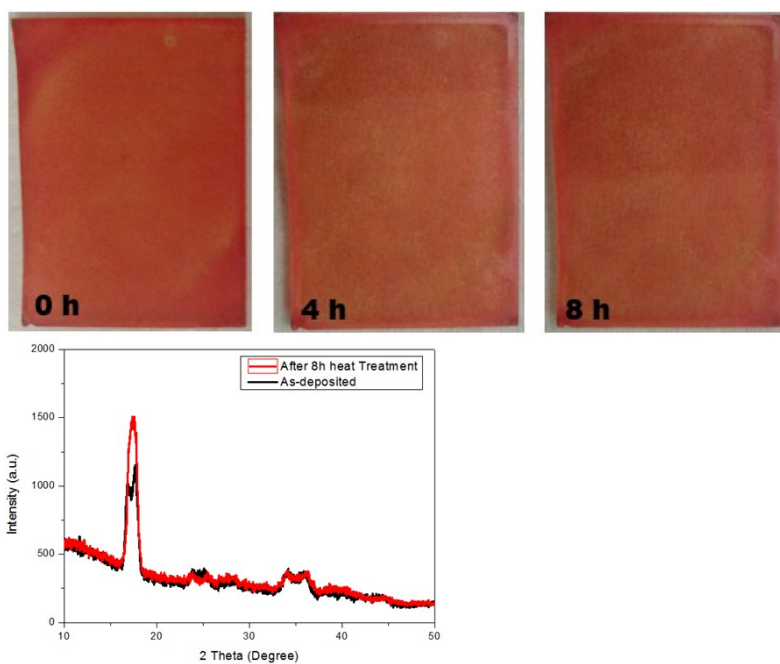 0 h
4 h
8 h
2000
After 8h heat Treatment
As-deposited
1500
1000
500
0
Intensity (a.u.)
10 20 30 40 50
2 Theta (Degree)